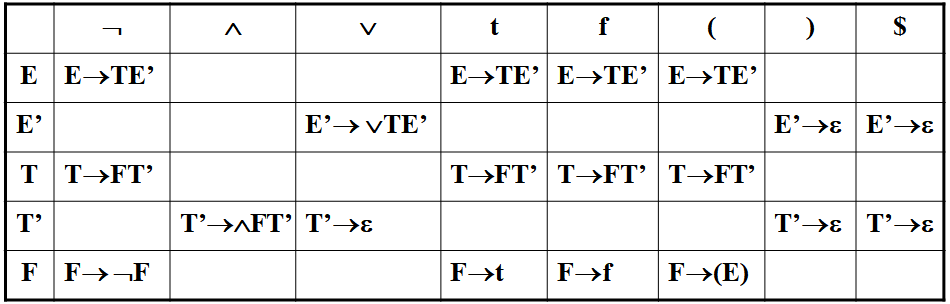 ¬ ∧ ∨ t f ( ) $
E E→TE’ E→TE’ E→TE’ E→TE’
E’ E’→ ∨TE’ E’→ε E’→ε
T T→FT’ T→FT’ T→FT’ T→FT’
T’ T’→∧FT’ T’→ε T’→ε T’→ε
F F→¬F F→t F→f F→(E)